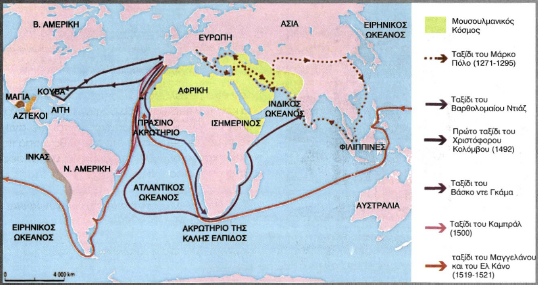 Β. ΑΜΕΡΙΚΗ
ΕΥΡΩΠΗ
ΑΣΙΑ
ΕΙΡΗΝΙΚΟΣ
ΩΚΕΑΝΟΣ
ΚΟΥΒΑ
ΜΑΓΙΑ
ΑΪΤΗ
ΑΖΤΕΚΟΙ
ΑΦΡΙΚΗ
ΠΡΑΣΙΝΟ
ΑΚΡΩΤΗΡΙΟ
ΙΣΗΜΕΡΙΝΟΣ
ΙΝΔΙΚΟΣ
ΩΚΕΑΝΟΣ
ΦΙΛΙΠΠΙΝΕΣ
ΙΝΚΑΣ
Ν. ΑΜΕΡΙΚΗ
ΑΤΛΑΝΤΙΚΟΣ
ΩΚΕΑΝΟΣ
ΑΥΣΤΡΑΛΙΑ
ΕΙΡΗΝΙΚΟΣ
ΩΚΕΑΝΟΣ
ΑΚΡΩΤΗΡΙΟ ΤΗΣ
ΚΑΛΗΣ ΕΛΠΙΔΟΣ
0 4 000 km
Μουσουλμανικός
Κόσμος
Ταξίδι του Μάρκο
Πόλο (1271-1295)
Ταξίδι του
Βαρθολομαίου Ντιάζ
Πρώτο ταξίδι του
Χριστόφορου
Κολόμβου (1492)
Ταξίδι του
Βάσκο ντε Γκάμα
Ταξίδι του Καμπράλ
(1500)
ταξίδι του Μαγγελάνου
και του Ελ Κάνο
(1519-1521)